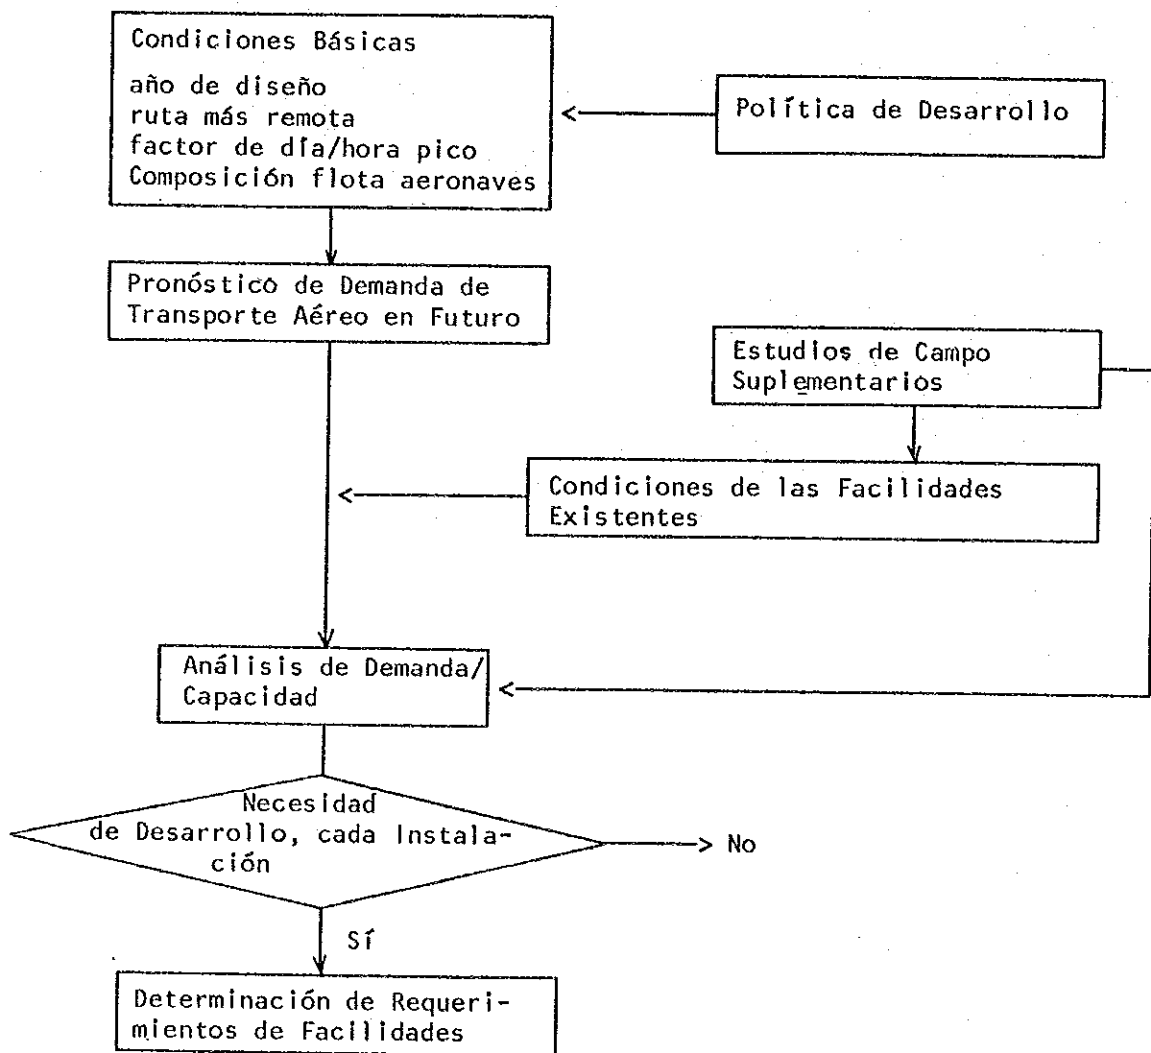 Condiciones Básicas
año de diseño
ruta más remota
factor de día/hora pico
Composición flota aeronaves
Política de Desarrollo
Pronóstico de Demanda de
Transporte Aéreo en Futuro
Estudios de Campo
Suplementarios
Condiciones de las Facilidades
Existentes
Análisis de Demanda/
Capacidad
Necesidad
de Desarrollo, cada Instala-
ción
No
Sí
Determinación de Requeri-
mientos de Facilidades